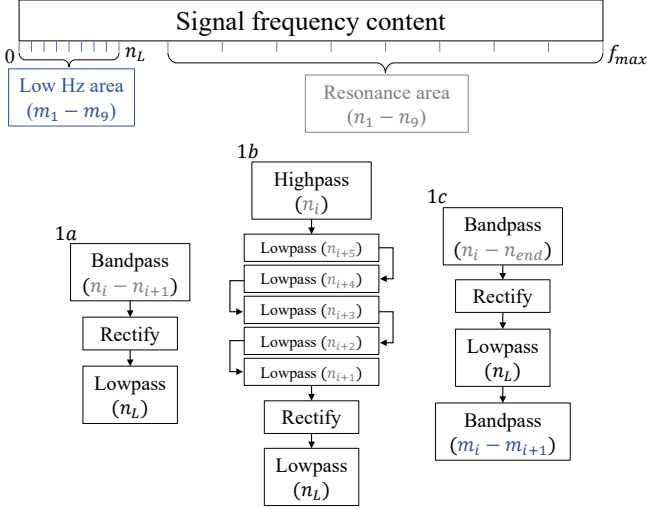 Signal frequency content
0
n_L
f_max
Low Hz area
(m_1 − m_9)
Resonance area
(n_1 − n_9)
1a
Bandpass
(n_i − n_{i+1})
Rectify
Lowpass
(n_L)
1b
Highpass
(n_i)
Lowpass (n_{i+5})
Lowpass (n_{i+4})
Lowpass (n_{i+3})
Lowpass (n_{i+2})
Lowpass (n_{i+1})
Rectify
Lowpass
(n_L)
1c
Bandpass
(n_i − n_{end})
Rectify
Lowpass
(n_L)
Bandpass
(m_i − m_{i+1})